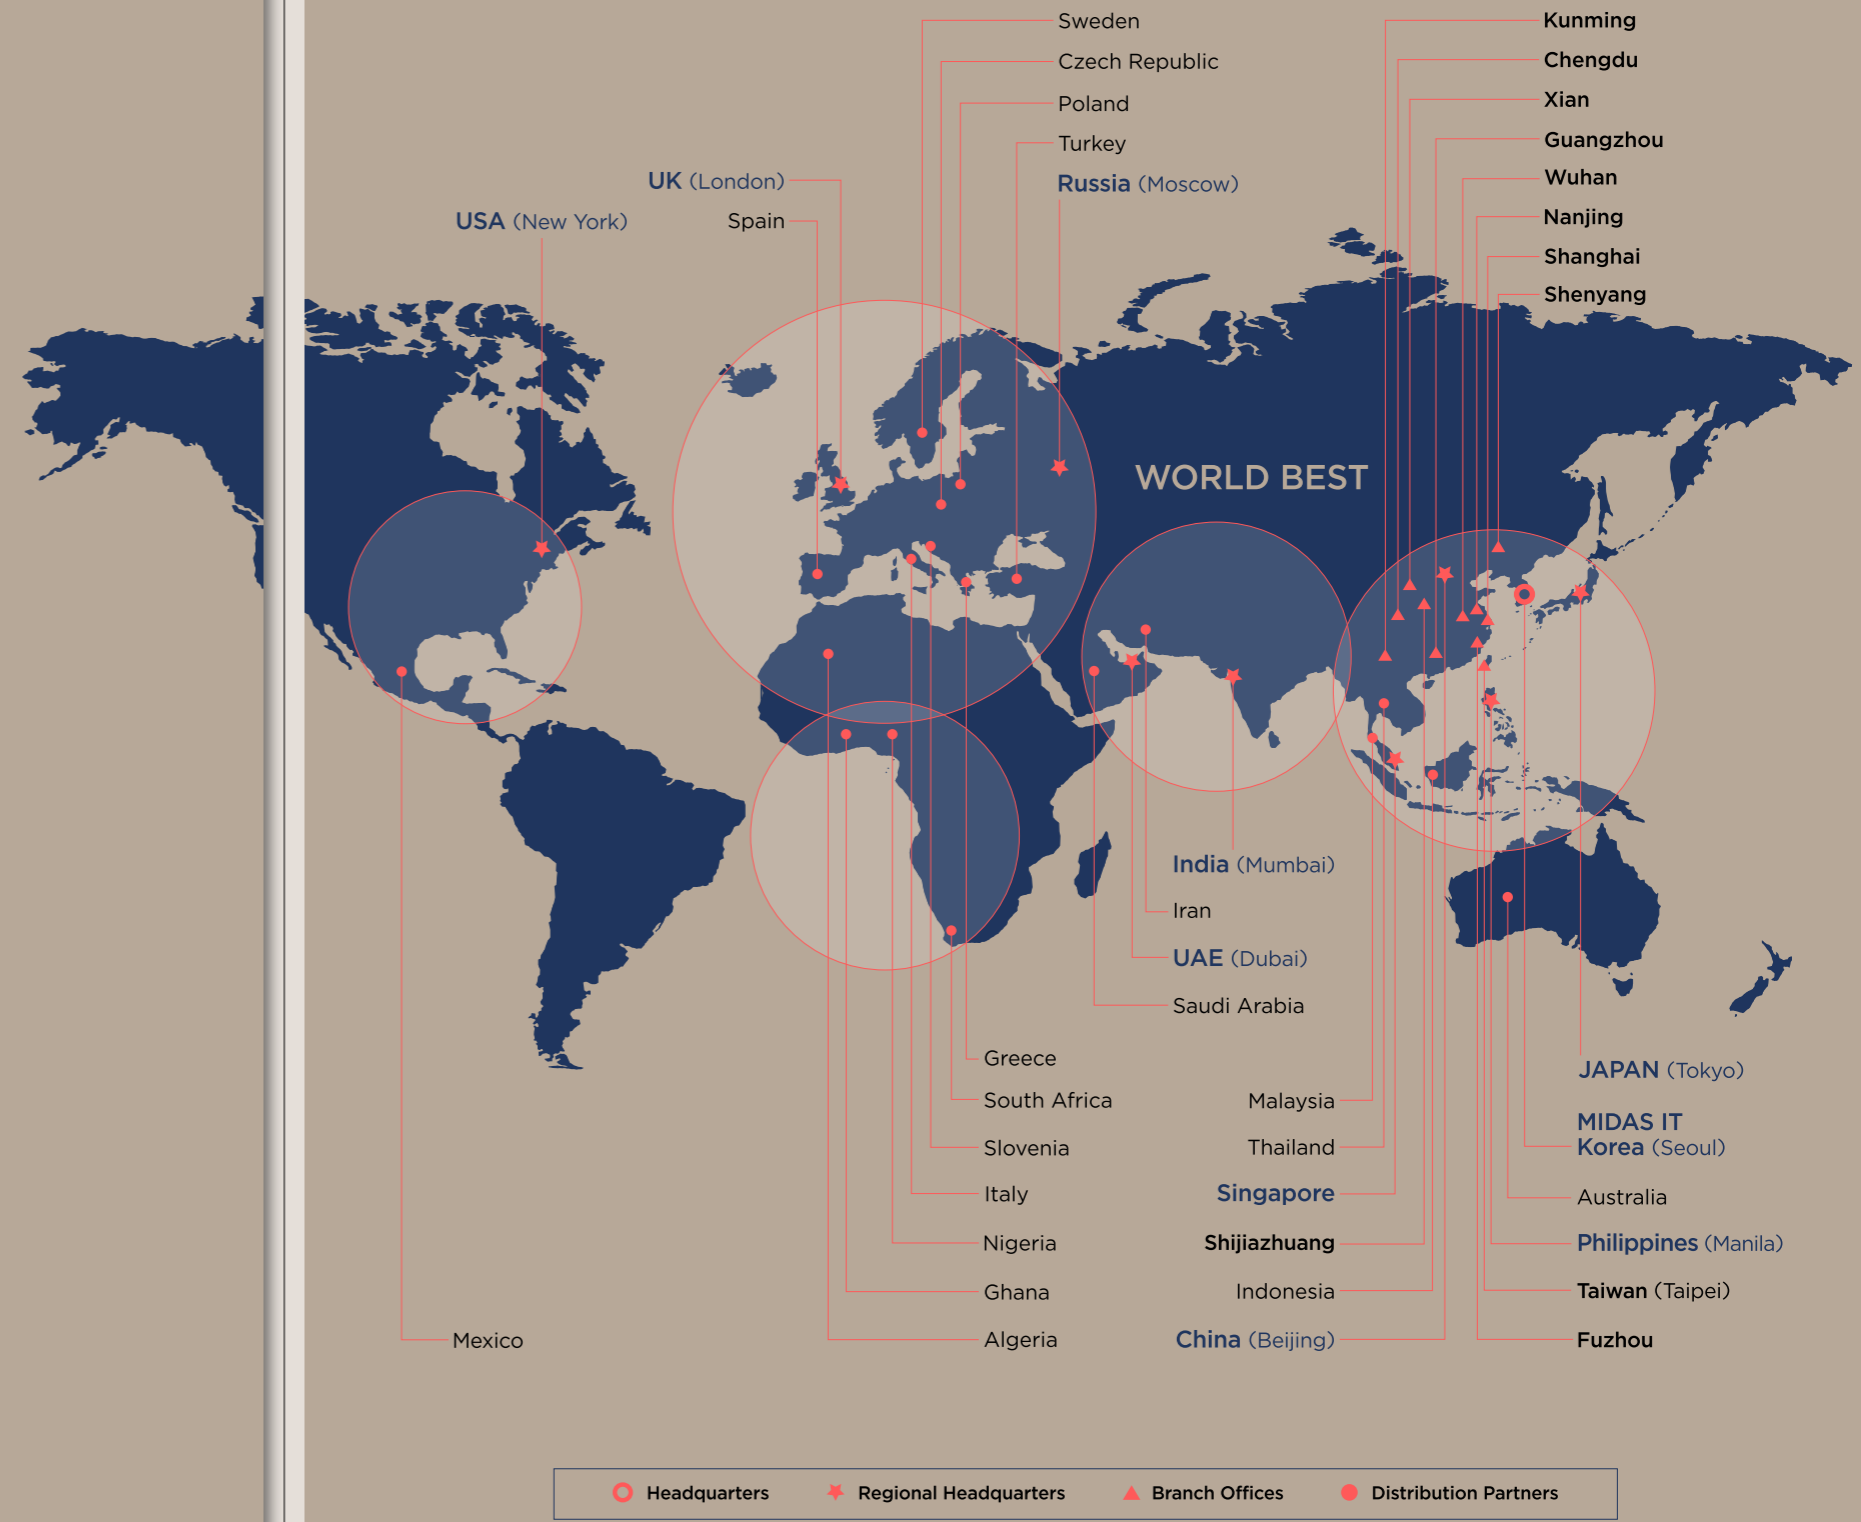 Sweden
Czech Republic
Poland
Turkey
Russia (Moscow)
UK (London)
Spain
USA (New York)
Kunming
Chengdu
Xian
Guangzhou
Wuhan
Nanjing
Shanghai
Shenyang
WORLD BEST
India (Mumbai)
Iran
UAE (Dubai)
Saudi Arabia
Greece
South Africa
Slovenia
Italy
Nigeria
Ghana
Algeria
Mexico
Malaysia
Thailand
Singapore
Shijiazhuang
Indonesia
China (Beijing)
JAPAN (Tokyo)
MIDAS IT
Korea (Seoul)
Australia
Philippines (Manila)
Taiwan (Taipei)
Fuzhou
Headquarters
Regional Headquarters
Branch Offices
Distribution Partners